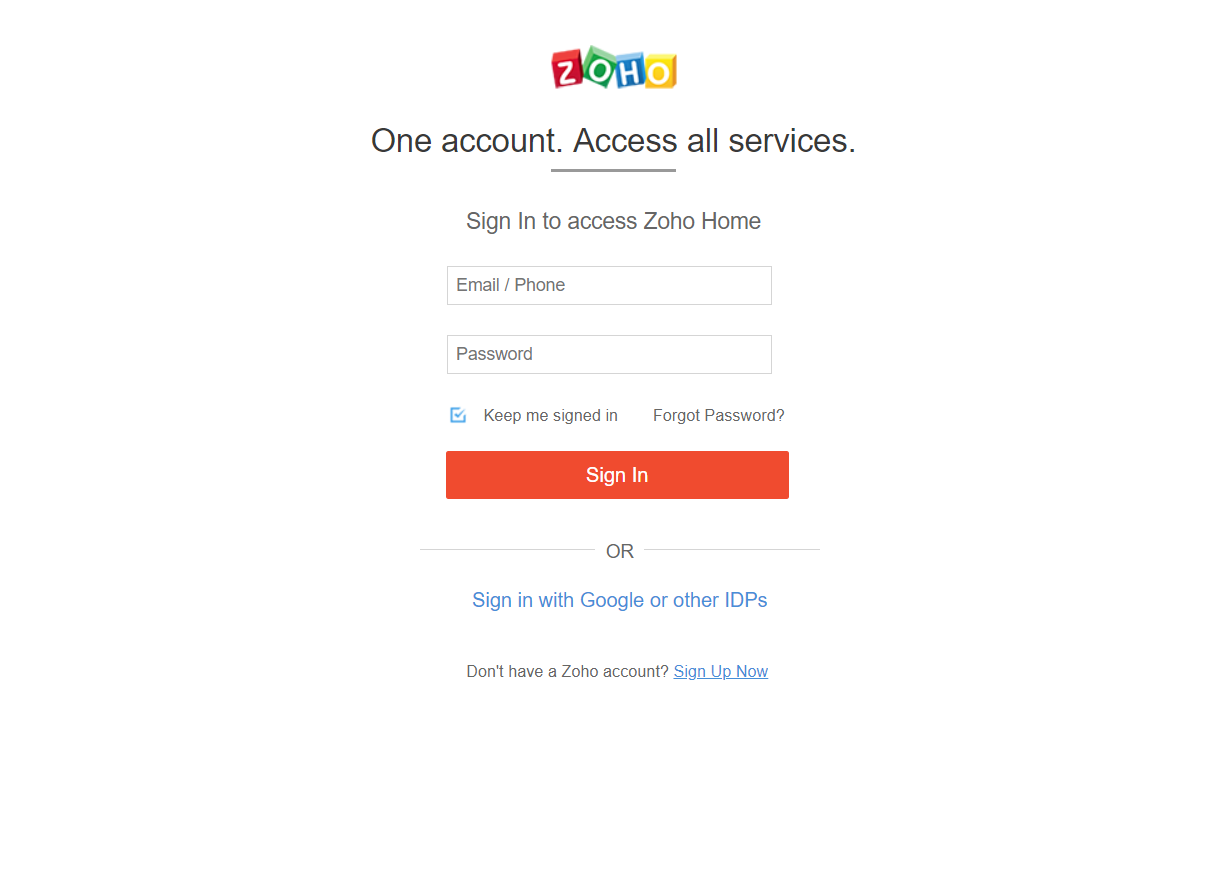 ZOHO
One account. Access all services.
Sign In to access Zoho Home
Email / Phone
Password
Keep me signed in Forgot Password?
Sign In
OR
Sign in with Google or other IDPs
Don't have a Zoho account? Sign Up Now